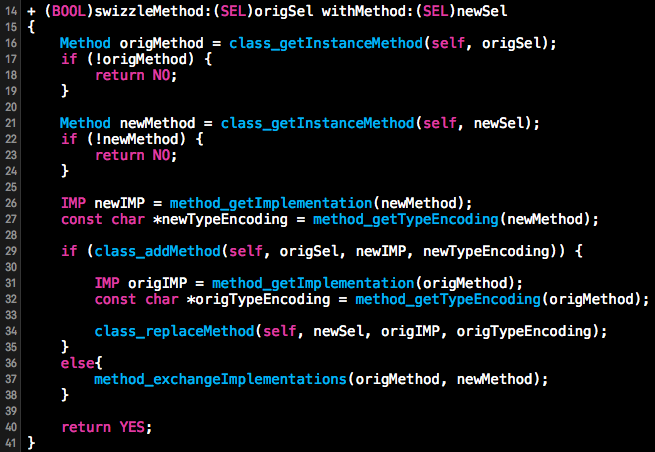 14 + (BOOL)swizzleMethod:(SEL)origSel withMethod:(SEL)newSel
15 {
16     Method origMethod = class_getInstanceMethod(self, origSel);
17     if (!origMethod) {
18         return NO;
19     }
20
21     Method newMethod = class_getInstanceMethod(self, newSel);
22     if (!newMethod) {
23         return NO;
24     }
25
26     IMP newIMP = method_getImplementation(newMethod);
27     const char *newTypeEncoding = method_getTypeEncoding(newMethod);
28
29     if (class_addMethod(self, origSel, newIMP, newTypeEncoding)) {
30
31         IMP origIMP = method_getImplementation(origMethod);
32         const char *origTypeEncoding = method_getTypeEncoding(origMethod);
33
34         class_replaceMethod(self, newSel, origIMP, origTypeEncoding);
35     }
36     else{
37         method_exchangeImplementations(origMethod, newMethod);
38     }
39
40     return YES;
41 }